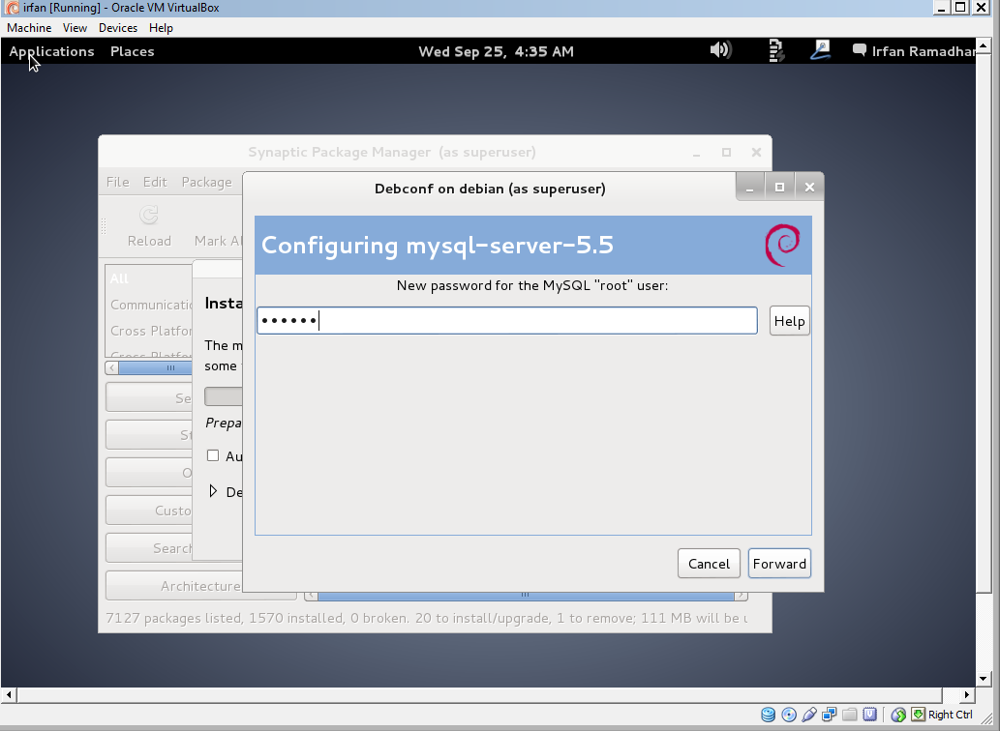 irfan [Running] - Oracle VM VirtualBox
Machine View Devices Help
Applications Places Wed Sep 25, 4:35 AM Irfan Ramadhan
Synaptic Package Manager (as superuser)
File Edit Package
Debconf on debian (as superuser)
Reload Mark Al
Configuring mysql-server-5.5
New password for the MySQL "root" user:
••••••
Help
All
Communicatio
Cross Platfor
Cross Platfor
Insta
The m
some
Prepa
Au
De
Se
St
O
Custo
Search
Architecture
Cancel Forward
7127 packages listed, 1570 installed, 0 broken. 20 to install/upgrade, 1 to remove; 111 MB will be u
Right Ctrl